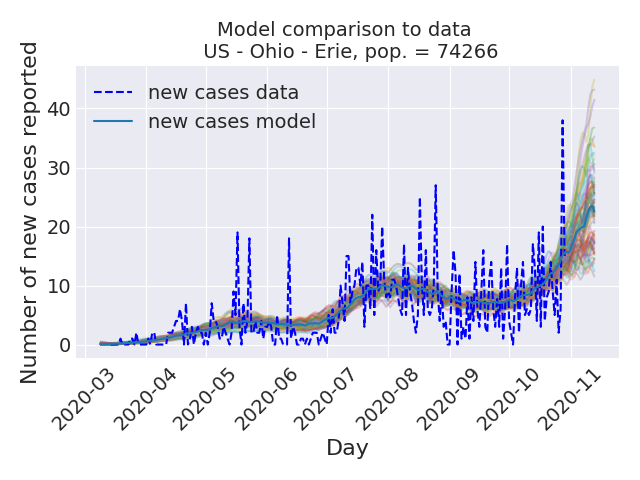 Model comparison to data
US - Ohio - Erie, pop. = 74266
new cases data
new cases model
Number of new cases reported
40
30
20
10
0
2020-03
2020-04
2020-05
2020-06
2020-07
2020-08
2020-09
2020-10
2020-11
Day